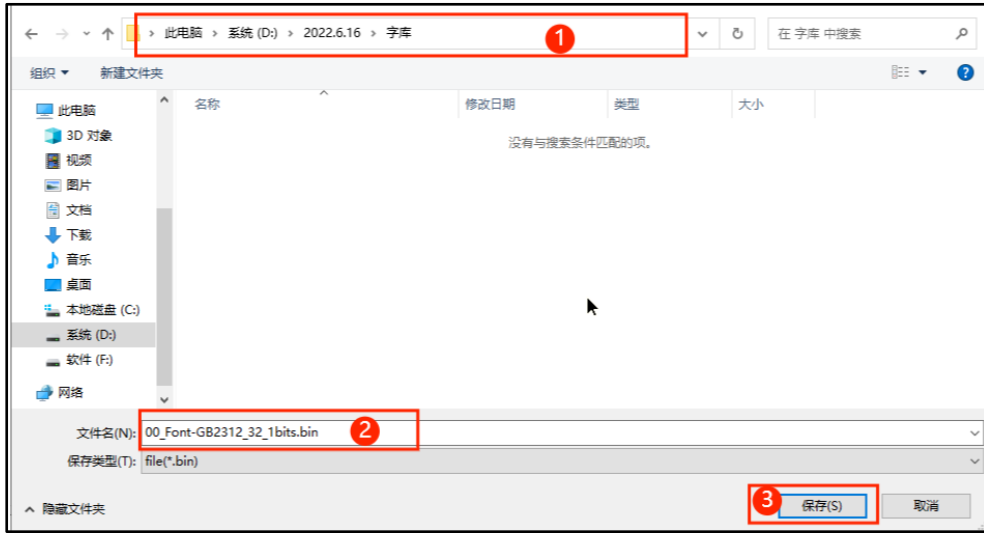 此电脑 › 系统 (D:) › 2022.6.16 › 字库
1
在 字库 中搜索
组织 新建文件夹
?
名称 修改日期 类型 大小
没有与搜索条件匹配的项。
此电脑
3D 对象
视频
图片
文档
下载
音乐
桌面
本地磁盘 (C:)
系统 (D:)
软件 (F:)
网络
文件名(N): 00_Font-GB2312_32_1bits.bin
2
保存类型(T): file(*.bin)
隐藏文件夹
3
保存(S) 取消